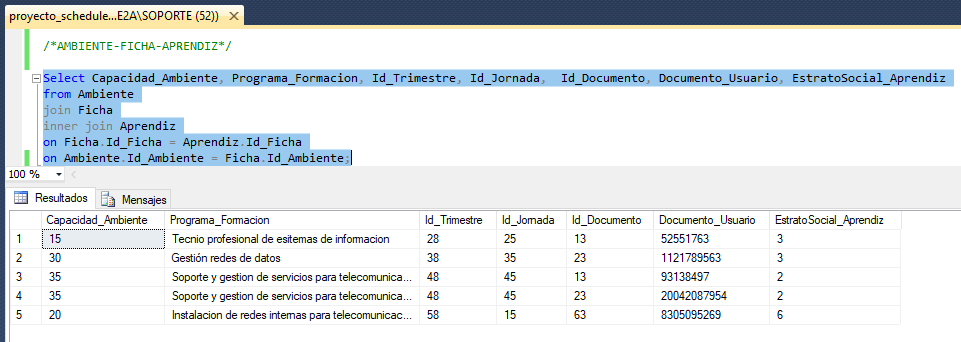 proyecto_schedule...E2A\SOPORTE (52)) ×
/*AMBIENTE-FICHA-APRENDIZ*/
Select Capacidad_Ambiente, Programa_Formacion, Id_Trimestre, Id_Jornada, Id_Documento, Documento_Usuario, EstratoSocial_Aprendiz
from Ambiente
join Ficha
inner join Aprendiz
on Ficha.Id_Ficha = Aprendiz.Id_Ficha
on Ambiente.Id_Ambiente = Ficha.Id_Ambiente;
100 %
Resultados Mensajes
Capacidad_Ambiente Programa_Formacion Id_Trimestre Id_Jornada Id_Documento Documento_Usuario EstratoSocial_Aprendiz
1 15 Tecnio profesional de esitemas de informacion 28 25 13 52551763 3
2 30 Gestión redes de datos 38 35 23 1121789563 3
3 35 Soporte y gestion de servicios para telecomunica... 48 45 13 93138497 2
4 35 Soporte y gestion de servicios para telecomunica... 48 45 23 20042087954 2
5 20 Instalacion de redes internas para telecomunicac... 58 15 63 8305095269 6